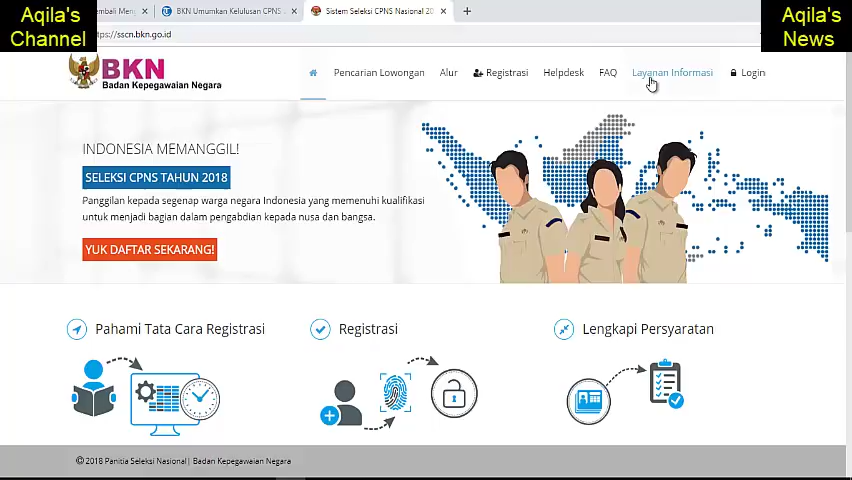 Aqila's
Channel
Aqila's
News
BKN Umumkan Kelulusan CPNS
Sistem Seleksi CPNS Nasional 20
sscn.bkn.go.id
BKN
Badan Kepegawaian Negara
Pencarian Lowongan
Alur
Registrasi
Helpdesk
FAQ
Layanan Informasi
Login
INDONESIA MEMANGGIL!
SELEKSI CPNS TAHUN 2018
Panggilan kepada segenap warga negara Indonesia yang memenuhi kualifikasi
untuk menjadi bagian dalam pengabdian kepada nusa dan bangsa.
YUK DAFTAR SEKARANG!
Pahami Tata Cara Registrasi
Registrasi
Lengkapi Persyaratan
© 2018 Panitia Seleksi Nasional| Badan Kepegawaian Negara